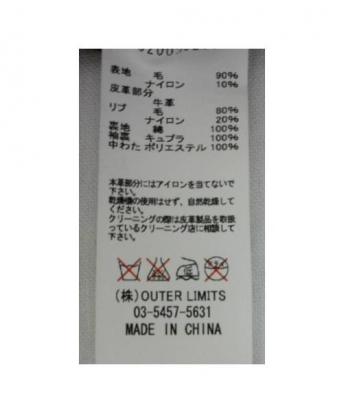 表地 毛 90%
ナイロン 10%
皮革部分
牛革
リブ 毛 80%
ナイロン 20%
裏地 綿 100%
袖裏 キュプラ 100%
中わた ポリエステル 100%
本革部分にはアイロンを当てないで
下さい。
乾燥機の使用はせず、自然乾燥して
ください。
クリーニングの際は皮革製品を取扱
っているクリーニング店に相談して
下さい。
(株)OUTER LIMITS
03-5457-5631
MADE IN CHINA